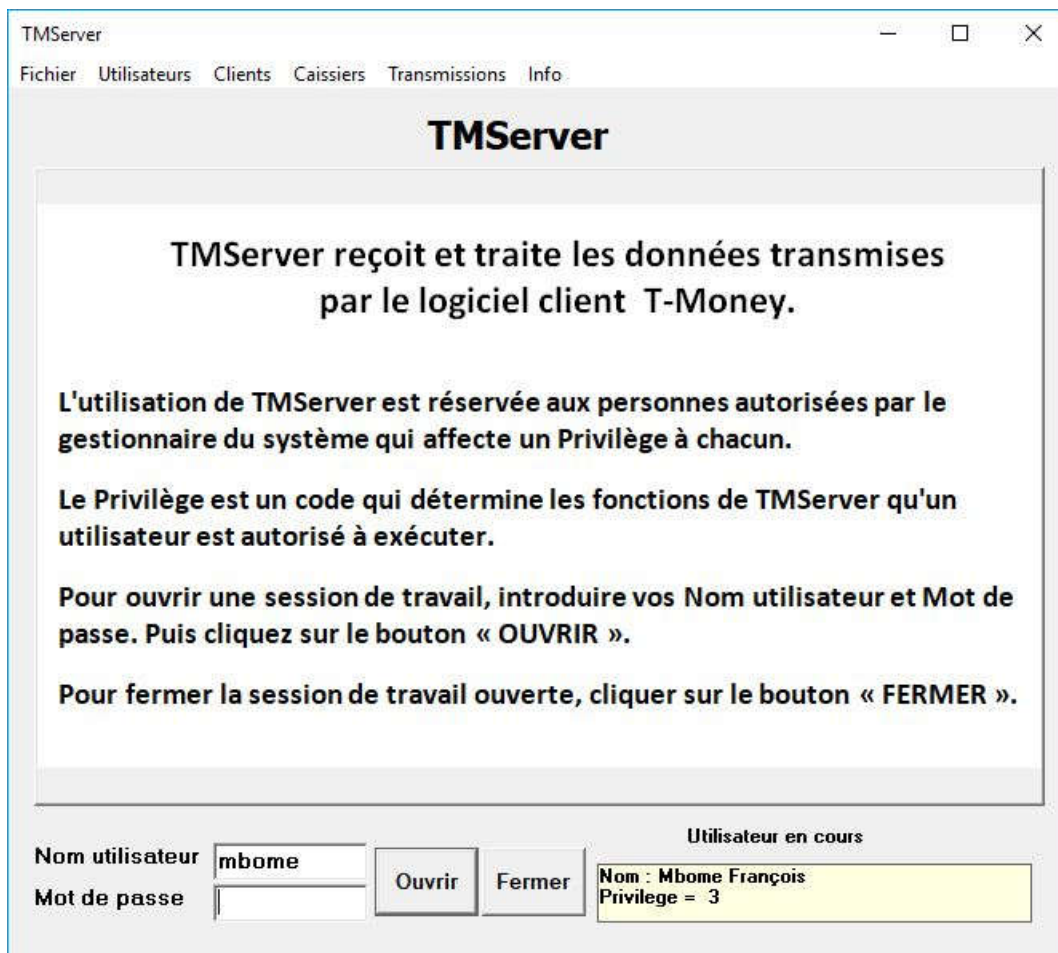 TMServer
Fichier Utilisateurs Clients Caissiers Transmissions Info
TMServer
TMServer reçoit et traite les données transmises
par le logiciel client T-Money.
L'utilisation de TMServer est réservée aux personnes autorisées par le
gestionnaire du système qui affecte un Privilège à chacun.
Le Privilège est un code qui détermine les fonctions de TMServer qu'un
utilisateur est autorisé à exécuter.
Pour ouvrir une session de travail, introduire vos Nom utilisateur et Mot de
passe. Puis cliquez sur le bouton « OUVRIR ».
Pour fermer la session de travail ouverte, cliquer sur le bouton « FERMER ».
Utilisateur en cours
Nom utilisateur mbome
Mot de passe
Ouvrir Fermer
Nom : Mbome François
Privilege = 3